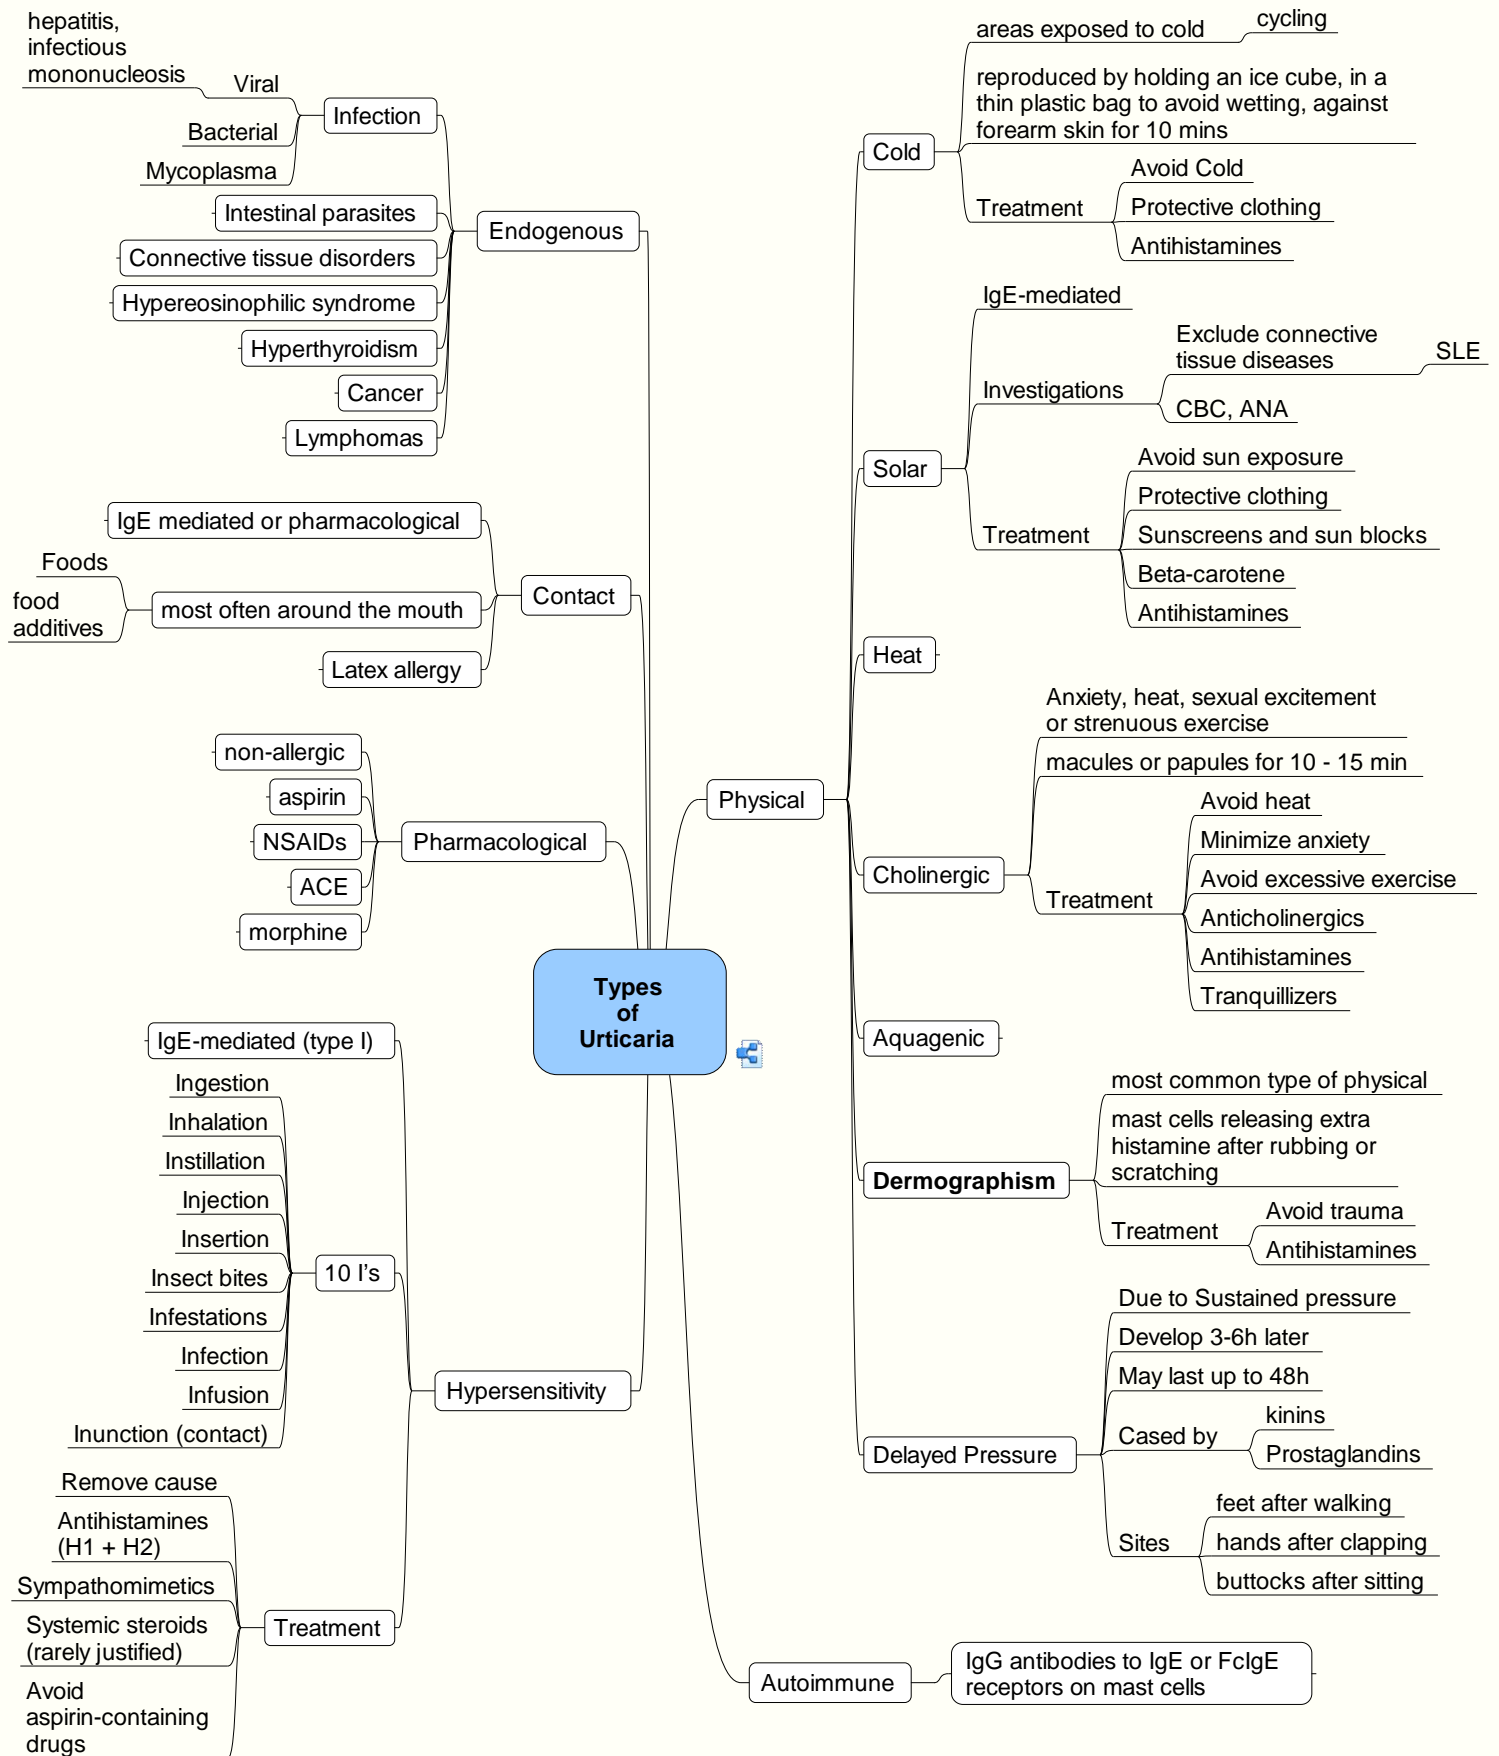 Types
of
Urticaria
Physical
Cold
areas exposed to cold
cycling
reproduced by holding an ice cube, in a
thin plastic bag to avoid wetting, against
forearm skin for 10 mins
Treatment
Avoid Cold
Protective clothing
Antihistamines
Solar
IgE-mediated
Investigations
Exclude connective
tissue diseases
SLE
CBC, ANA
Treatment
Avoid sun exposure
Protective clothing
Sunscreens and sun blocks
Beta-carotene
Antihistamines
Heat
Cholinergic
Anxiety, heat, sexual excitement
or strenuous exercise
macules or papules for 10 - 15 min
Treatment
Avoid heat
Minimize anxiety
Avoid excessive exercise
Anticholinergics
Antihistamines
Tranquillizers
Aquagenic
Dermographism
most common type of physical
mast cells releasing extra
histamine after rubbing or
scratching
Treatment
Avoid trauma
Antihistamines
Delayed Pressure
Due to Sustained pressure
Develop 3-6h later
May last up to 48h
Cased by
kinins
Prostaglandins
Sites
feet after walking
hands after clapping
buttocks after sitting
Autoimmune
IgG antibodies to IgE or FcIgE
receptors on mast cells
Endogenous
Infection
Viral
hepatitis,
infectious
mononucleosis
Bacterial
Mycoplasma
Intestinal parasites
Connective tissue disorders
Hypereosinophilic syndrome
Hyperthyroidism
Cancer
Lymphomas
Contact
IgE mediated or pharmacological
most often around the mouth
Foods
food
additives
Latex allergy
Pharmacological
non-allergic
aspirin
NSAIDs
ACE
morphine
Hypersensitivity
IgE-mediated (type I)
10 I's
Ingestion
Inhalation
Instillation
Injection
Insertion
Insect bites
Infestations
Infection
Infusion
Inunction (contact)
Treatment
Remove cause
Antihistamines
(H1 + H2)
Sympathomimetics
Systemic steroids
(rarely justified)
Avoid
aspirin-containing
drugs